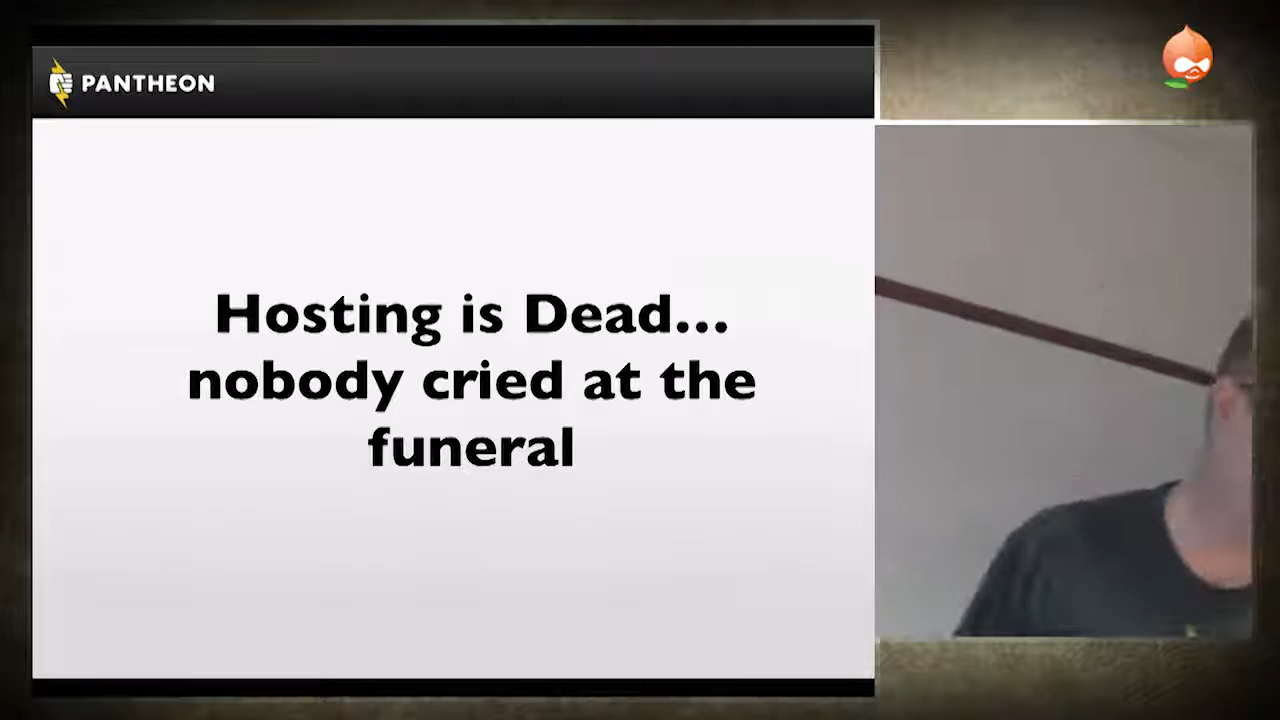 PANTHEON
Hosting is Dead...
nobody cried at the
funeral